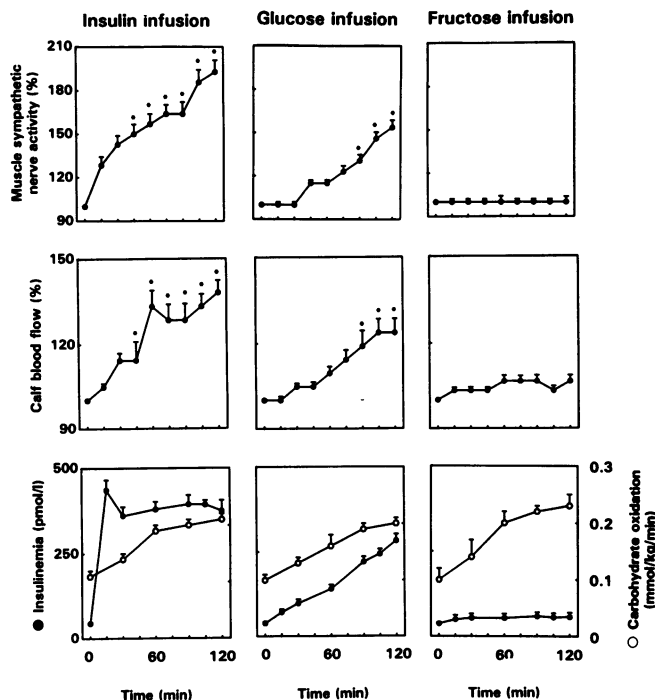 Insulin infusion
Glucose infusion
Fructose infusion
Muscle sympathetic
nerve activity (%)
210
180
150
120
90
Calf blood flow (%)
150
120
90
● Insulinemia (pmol/l)
500
250
0
0.3
0.2
0.1
0
○ Carbohydrate oxidation
(mmol/kg/min)
0 60 120
0 60 120
0 60 120
Time (min)
Time (min)
Time (min)